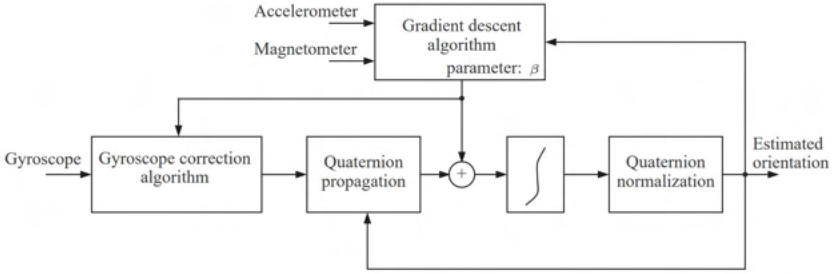 Accelerometer
Magnetometer
Gradient descent
algorithm
parameter: β
Gyroscope
Gyroscope correction
algorithm
Quaternion
propagation
+
Quaternion
normalization
Estimated
orientation